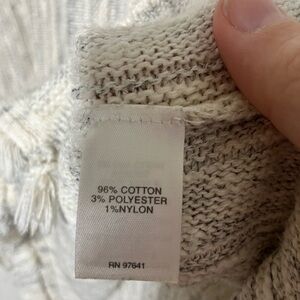 96% COTTON
3% POLYESTER
1%NYLON
RN 97641